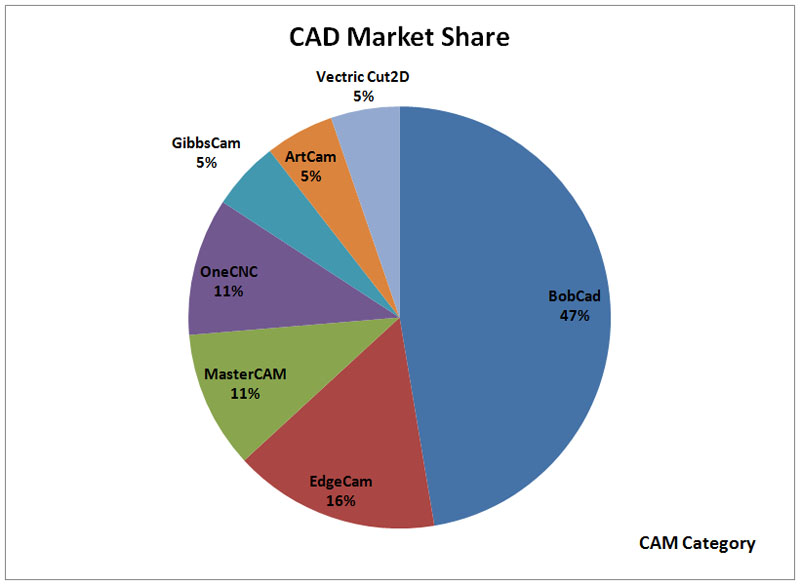 CAD Market Share
Vectric Cut2D
5%
GibbsCam
5%
ArtCam
5%
OneCNC
11%
BobCad
47%
MasterCAM
11%
EdgeCam
16%
CAM Category